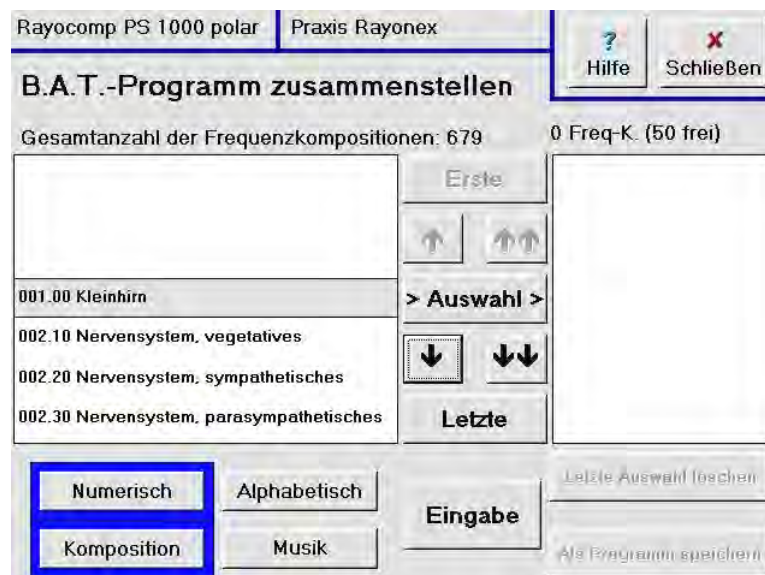 Rayocomp PS 1000 polar
Praxis Rayonex
? Hilfe
X Schließen
B.A.T.-Programm zusammenstellen
Gesamtanzahl der Frequenzkompositionen: 679
0 Freq-K. (50 frei)
Erste
001.00 Kleinhirn
> Auswahl >
002.10 Nervensystem, vegetatives
002.20 Nervensystem, sympathetisches
002.30 Nervensystem, parasympathetisches
Letzte
Numerisch
Alphabetisch
Eingabe
Letzte Auswahl löschen
Komposition
Musik
Als Programm speichern